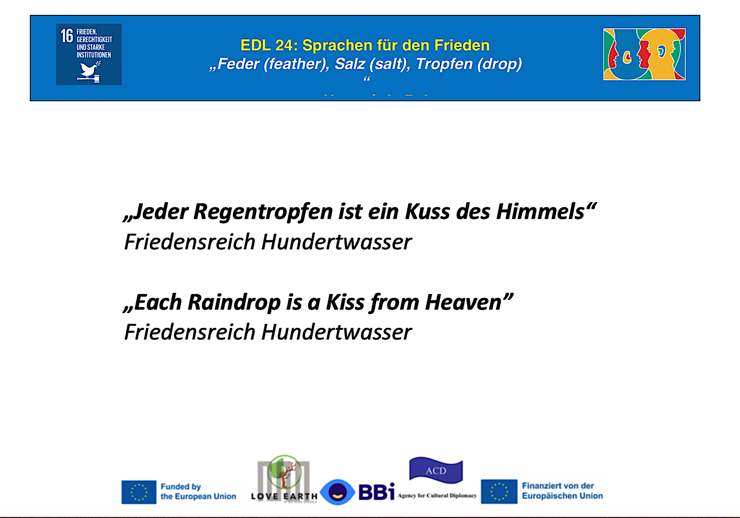 16 FRIEDEN,
GERECHTIGKEIT
UND STARKE
INSTITUTIONEN
EDL 24: Sprachen für den Frieden
„Feder (feather), Salz (salt), Tropfen (drop)
“
„Jeder Regentropfen ist ein Kuss des Himmels“
Friedensreich Hundertwasser
„Each Raindrop is a Kiss from Heaven”
Friedensreich Hundertwasser
Funded by
the European Union
LOVE EARTH
BBi
ACD
Agency for Cultural Diplomacy
Finanziert von der
Europäischen Union